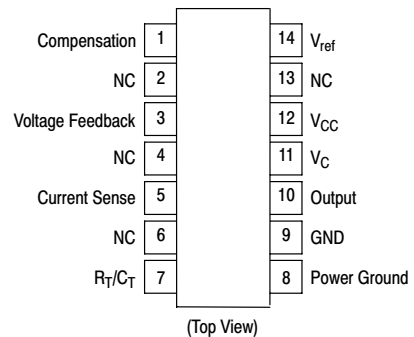 Compensation 1 14 Vref
NC 2 13 NC
Voltage Feedback 3 12 VCC
NC 4 11 VC
Current Sense 5 10 Output
NC 6 9 GND
RT/CT 7 8 Power Ground
(Top View)